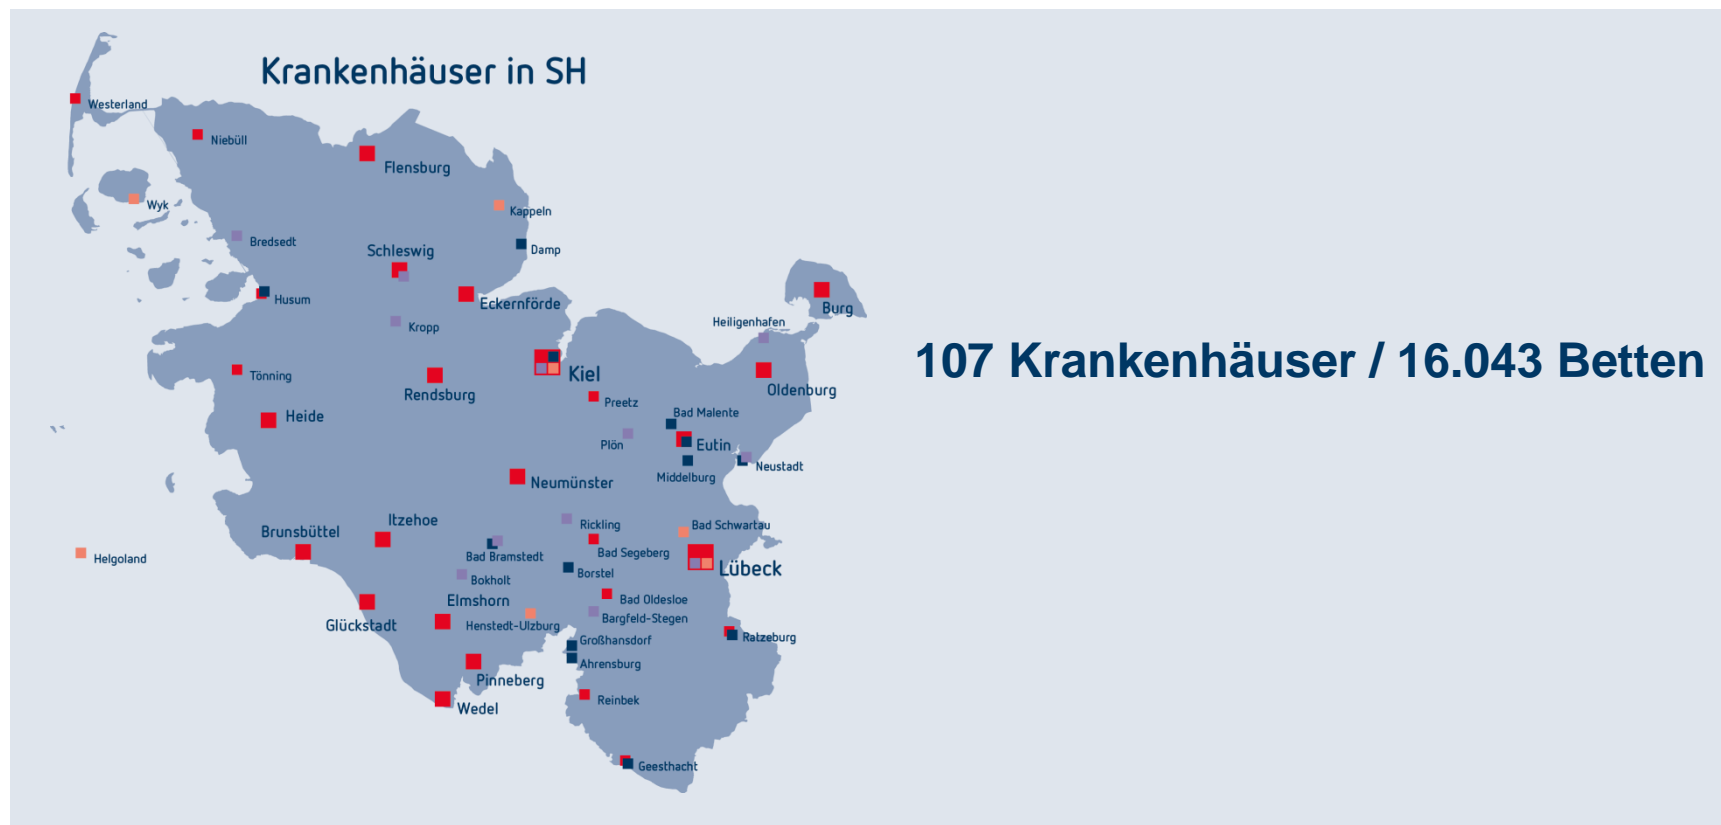 Krankenhäuser in SH
Westerland
Niebüll
Flensburg
Wyk
Kappeln
Bredsedt
Damp
Schleswig
Husum
Eckernförde
Burg
Heiligenhafen
Kropp
Kiel
Tönning
Rendsburg
Oldenburg
107 Krankenhäuser / 16.043 Betten
Preetz
Bad Malente
Heide
Plön
Eutin
Neustadt
Middelburg
Neumünster
Itzehoe
Rickling
Bad Schwartau
Brunsbüttel
Helgoland
Bad Bramstedt
Bad Segeberg
Lübeck
Bokholt
Borstel
Elmshorn
Bad Oldesloe
Glückstadt
Henstedt-Ulzburg
Bargfeld-Stegen
Großhansdorf
Ratzeburg
Ahrensburg
Pinneberg
Reinbek
Wedel
Geesthacht